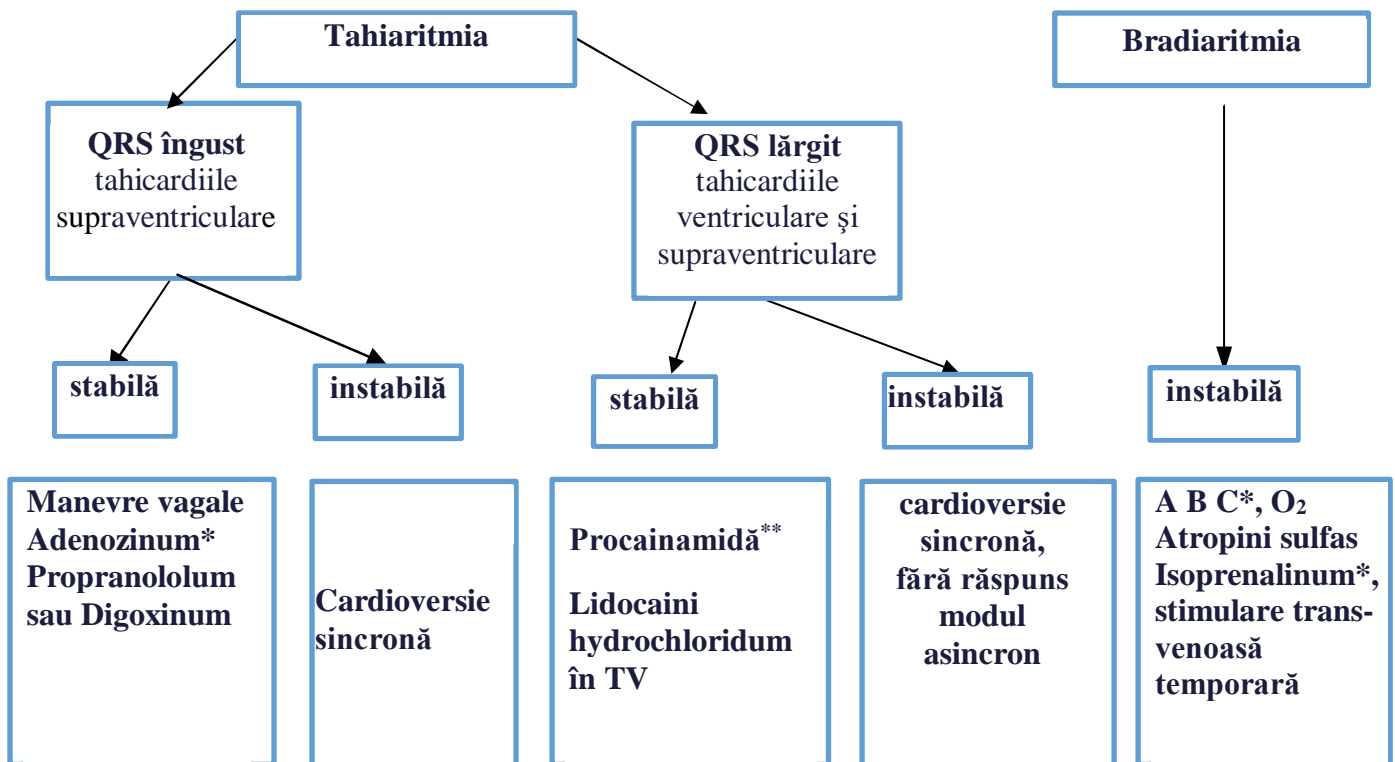 Tahiaritmia
Bradiaritmia
QRS îngust
tahicardiile
supraventriculare
QRS lărgit
tahicardiile
ventriculare şi
supraventriculare
stabilă
instabilă
stabilă
instabilă
instabilă
Manevre vagale
Adenozinum*
Propranololum
sau Digoxinum
Cardioversie
sincronă
Procainamidă**
Lidocaini
hydrochloridum
în TV
cardioversie
sincronă,
fără răspuns
modul
asincron
A B C*, O₂
Atropini sulfas
Isoprenalinum*,
stimulare trans-
venoasă
temporară